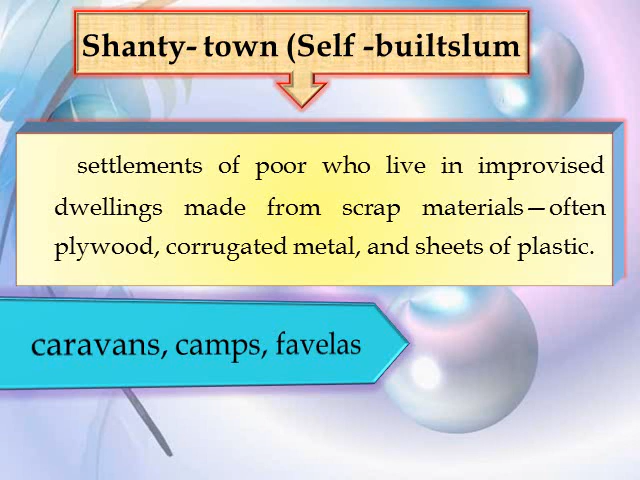 Shanty- town (Self -builtslum
settlements of poor who live in improvised
dwellings made from scrap materials—often
plywood, corrugated metal, and sheets of plastic.
caravans, camps, favelas